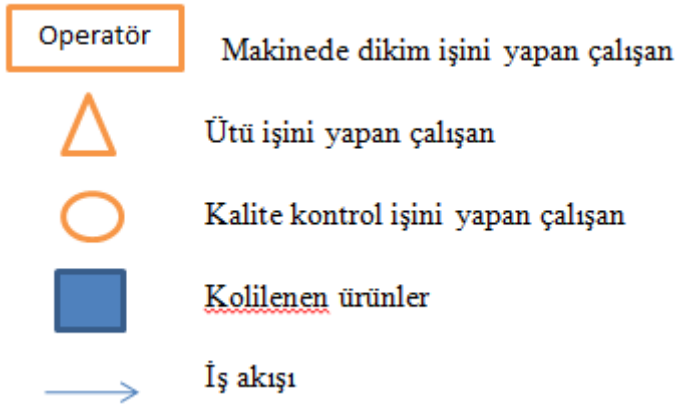 Operatör
Makinede dikim işini yapan çalışan
Ütü işini yapan çalışan
Kalite kontrol işini yapan çalışan
Kolilenen ürünler
İş akışı